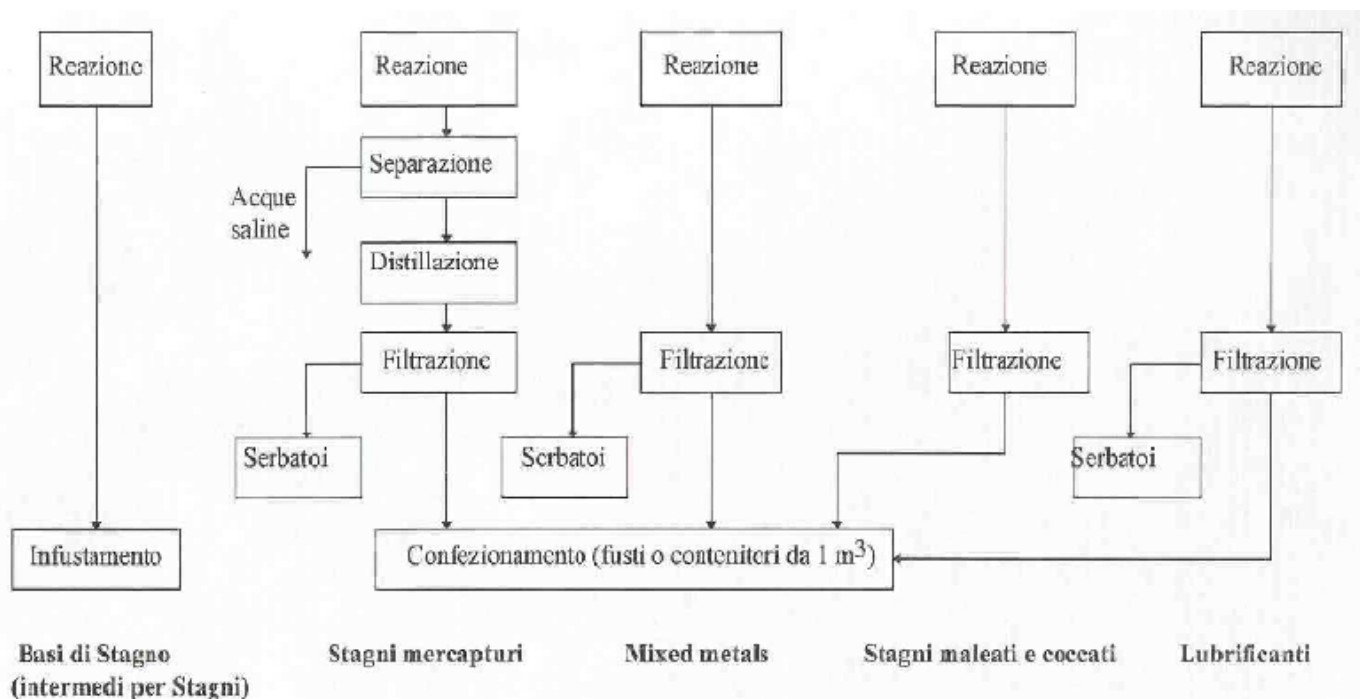 Reazione
Reazione
Reazione
Reazione
Reazione
Separazione
Acque
saline
Distillazione
Filtrazione
Filtrazione
Filtrazione
Filtrazione
Serbatoi
Serbatoi
Serbatoi
Infustamento
Confezionamento (fusti o contenitori da 1 m³)
Basi di Stagno
(intermedi per Stagni)
Stagni mercapturi
Mixed metals
Stagni maleati e coccati
Lubrificanti